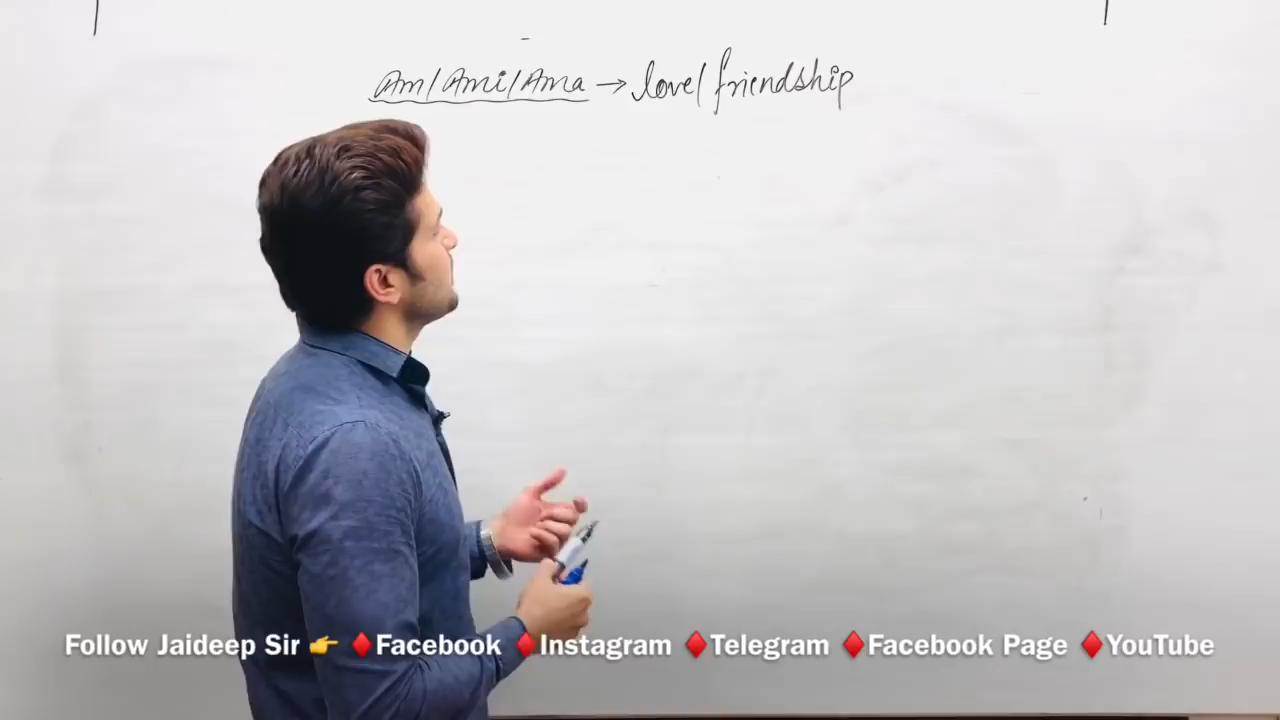 Am/Ami/Ama → love/friendship
Follow Jaideep Sir 👉 ♦️Facebook ♦️Instagram ♦️Telegram ♦️Facebook Page ♦️YouTube